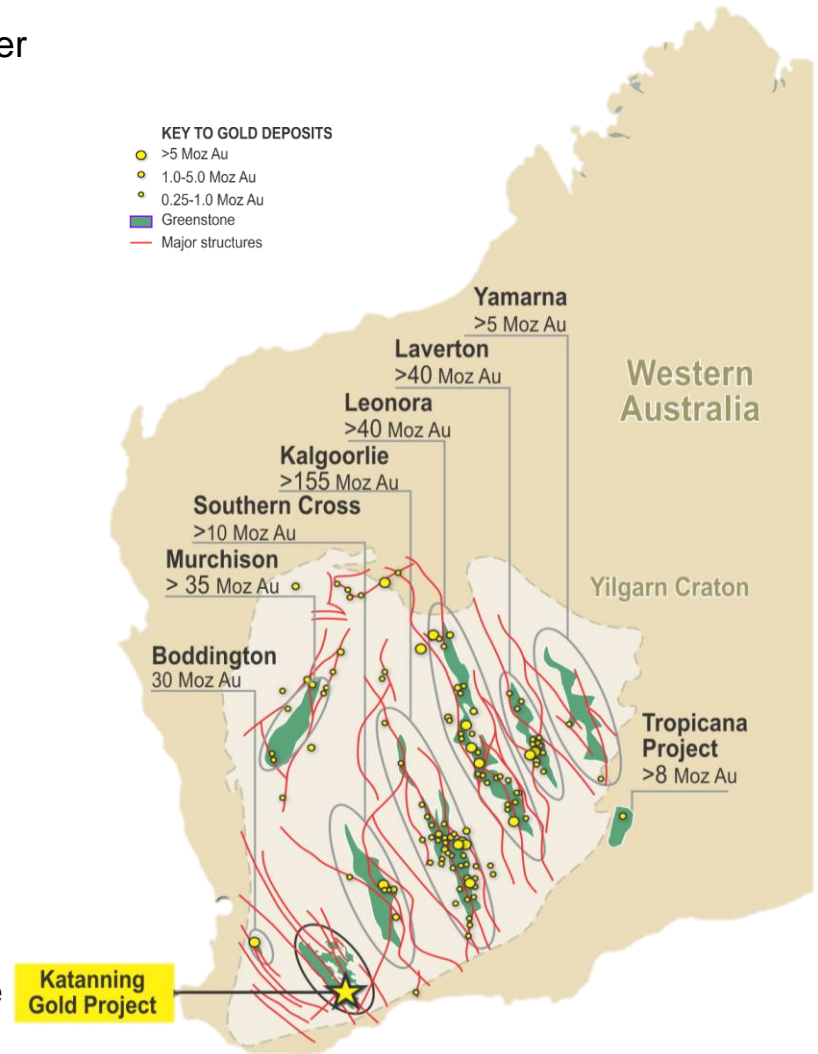 er
KEY TO GOLD DEPOSITS
>5 Moz Au
1.0-5.0 Moz Au
0.25-1.0 Moz Au
Greenstone
Major structures
Yamarna
>5 Moz Au
Laverton
>40 Moz Au
Leonora
>40 Moz Au
Kalgoorlie
>155 Moz Au
Southern Cross
>10 Moz Au
Murchison
> 35 Moz Au
Boddington
30 Moz Au
Western
Australia
Yilgarn Craton
Tropicana
Project
>8 Moz Au
Katanning
Gold Project